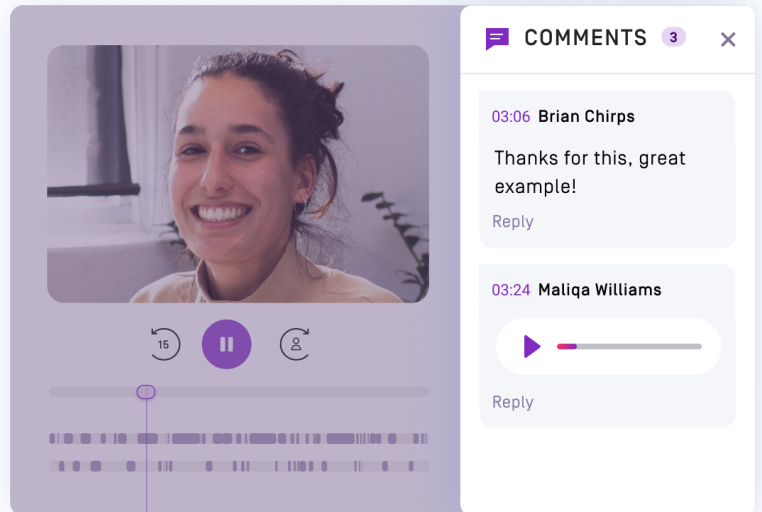 COMMENTS 3
03:06 Brian Chirps
Thanks for this, great
example!
Reply
15
03:24 Maliqa Williams
Reply